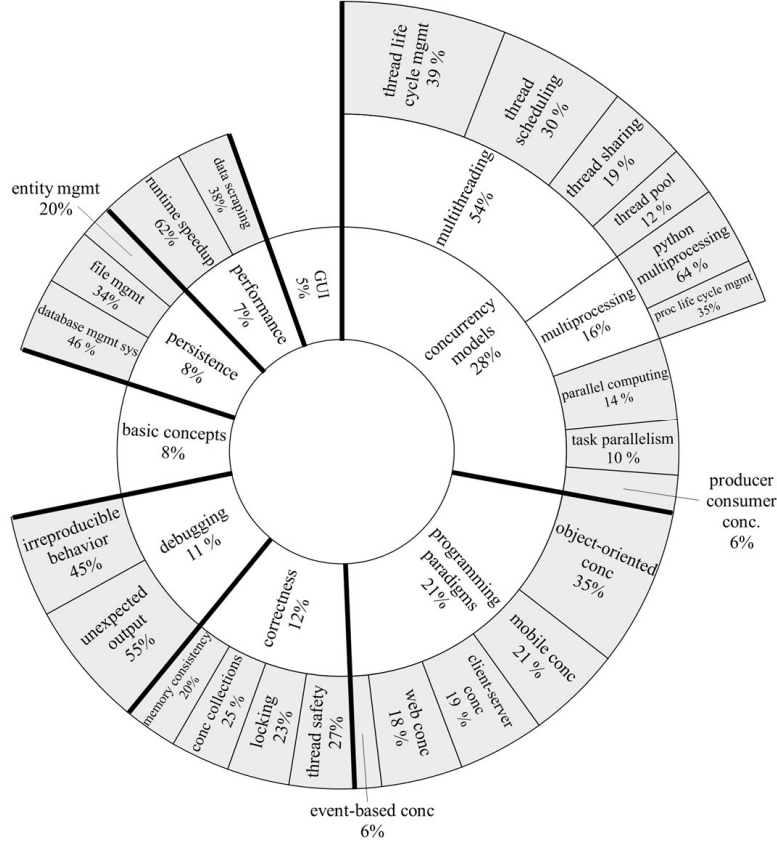 thread life
cycle mgmt
39 %
thread
scheduling
30 %
thread sharing
19 %
thread pool
12 %
multithreading
54%
python
multiprocessing
64 %
proc life cycle mgmt
35%
multiprocessing
16%
concurrency
models
28%
parallel computing
14 %
task parallelism
10 %
producer
consumer
conc.
6%
object-oriented
conc
35%
mobile conc
21 %
client-server
conc
19 %
web conc
18 %
event-based conc
6%
programming
paradigms
21%
thread safety
27%
locking
23%
conc collections
25 %
memory consistency
20%
correctness
12%
unexpected
output
55%
irreproducible
behavior
45%
debugging
11 %
basic concepts
8%
database mgmt sys
46 %
file mgmt
34%
entity mgmt
20%
persistence
8%
runtime speedup
62%
data scraping
38%
performance
7%
GUI
5%